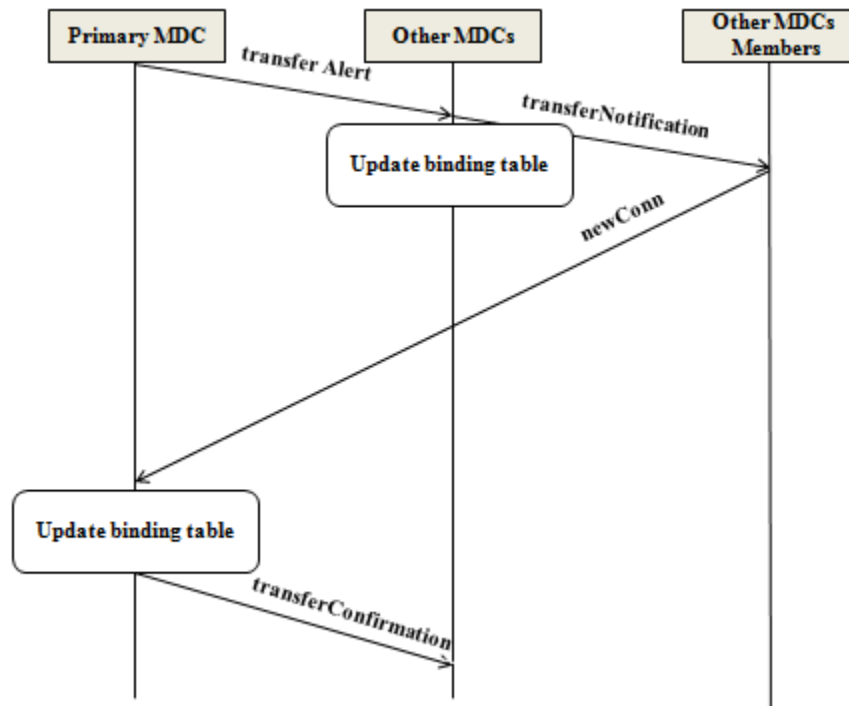 Primary MDC
Other MDCs
Other MDCs
Members
transfer Alert
transferNotification
Update binding table
newConn
Update binding table
transferConfirmation